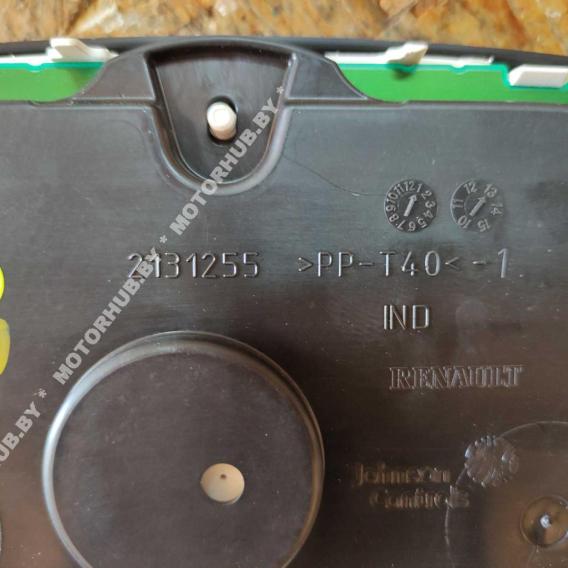 2131255 >PP-T40<-1
IND
RENAULT
Johnson
Controls
* MOTORHUB.BY * MOTORHUB.BY *